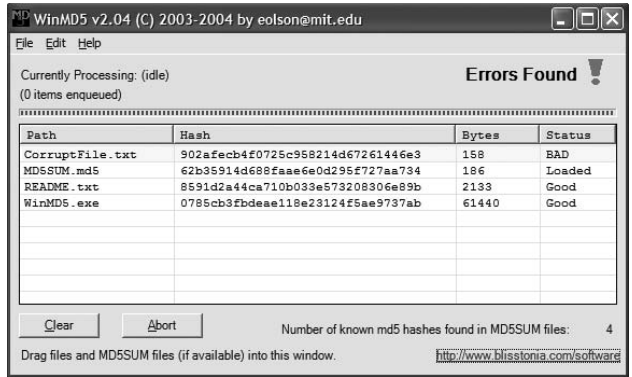 WinMD5 v2.04 (C) 2003-2004 by eolson@mit.edu
File Edit Help
Currently Processing: (idle)
Errors Found !
(0 items enqueued)
Path Hash Bytes Status
CorruptFile.txt 902afecb4f0725c958214d67261446e3 158 BAD
MD5SUM.md5 62b35914d688faae6e0d295f727aa734 186 Loaded
README.txt 8591d2a44ca710b033e573208306e89b 2133 Good
WinMD5.exe 0785cb3fbdeae118e23124f5ae9737ab 61440 Good
Clear Abort Number of known md5 hashes found in MD5SUM files: 4
Drag files and MD5SUM files (if available) into this window. http://www.blisstonia.com/software